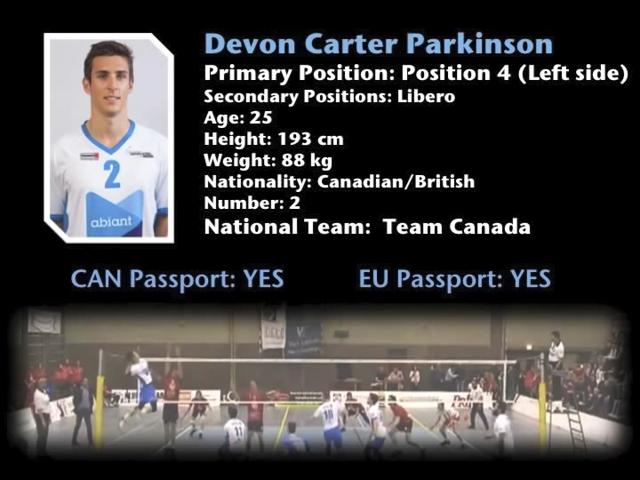 Devon Carter Parkinson
Primary Position: Position 4 (Left side)
Secondary Positions: Libero
Age: 25
Height: 193 cm
Weight: 88 kg
Nationality: Canadian/British
Number: 2
National Team: Team Canada
2
abiant
CAN Passport: YES
EU Passport: YES